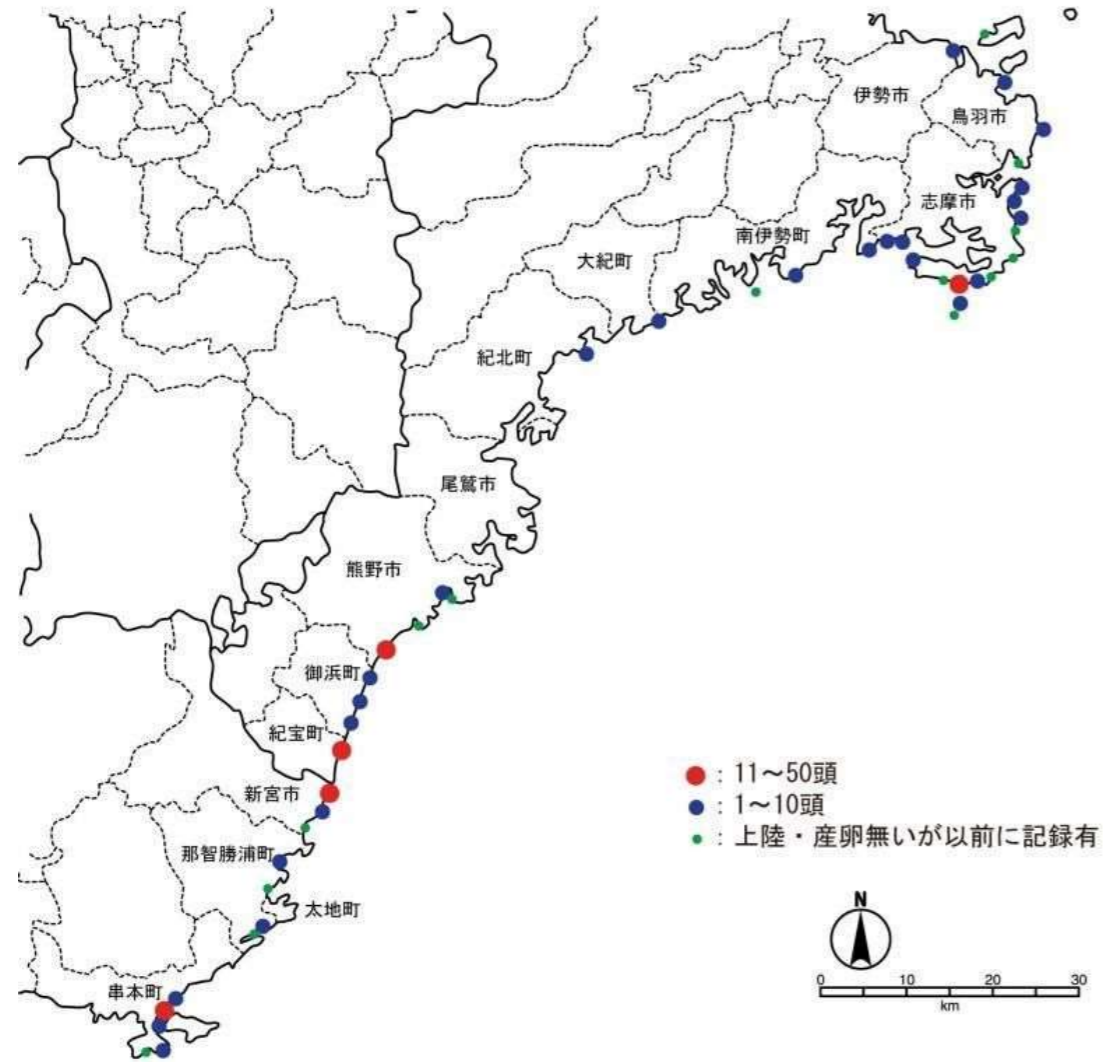 伊勢市
鳥羽市
志摩市
南伊勢町
大紀町
紀北町
尾鷲市
熊野市
御浜町
紀宝町
新宮市
那智勝浦町
太地町
串本町
：11～50頭
：1～10頭
：上陸・産卵無いが以前に記録有
N
0 10 20 30
km